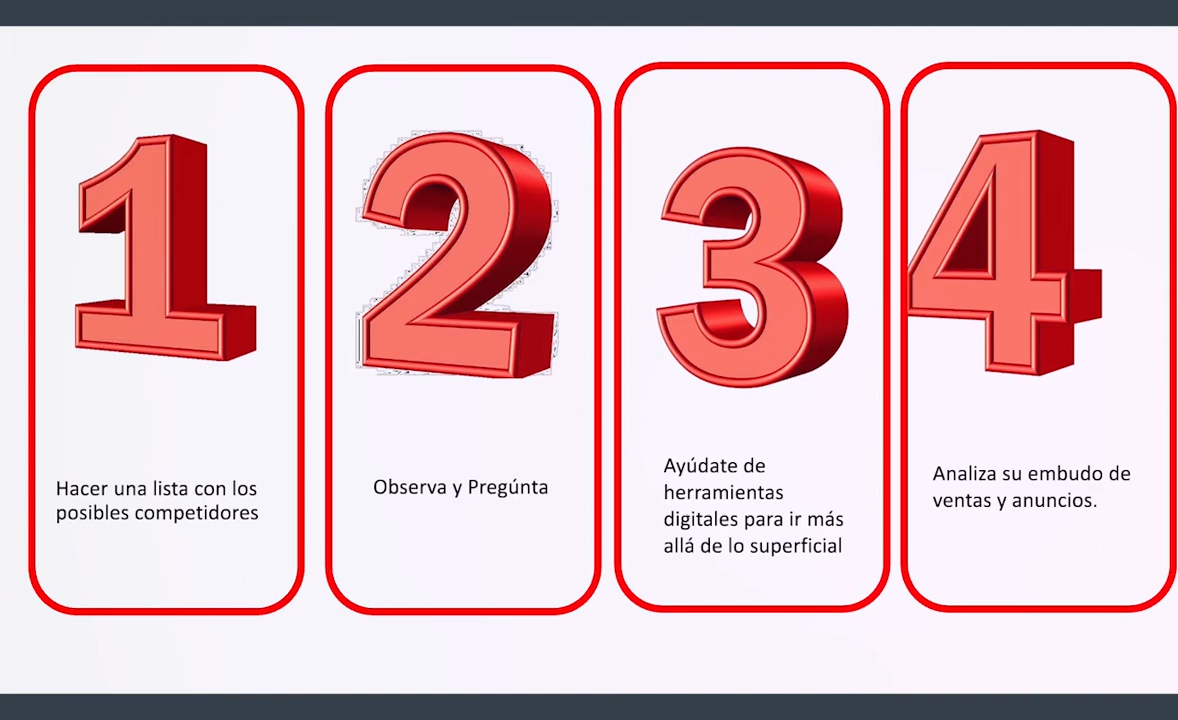 1
Hacer una lista con los
posibles competidores
2
Observa y Pregúnta
3
Ayúdate de
herramientas
digitales para ir más
allá de lo superficial
4
Analiza su embudo de
ventas y anuncios.